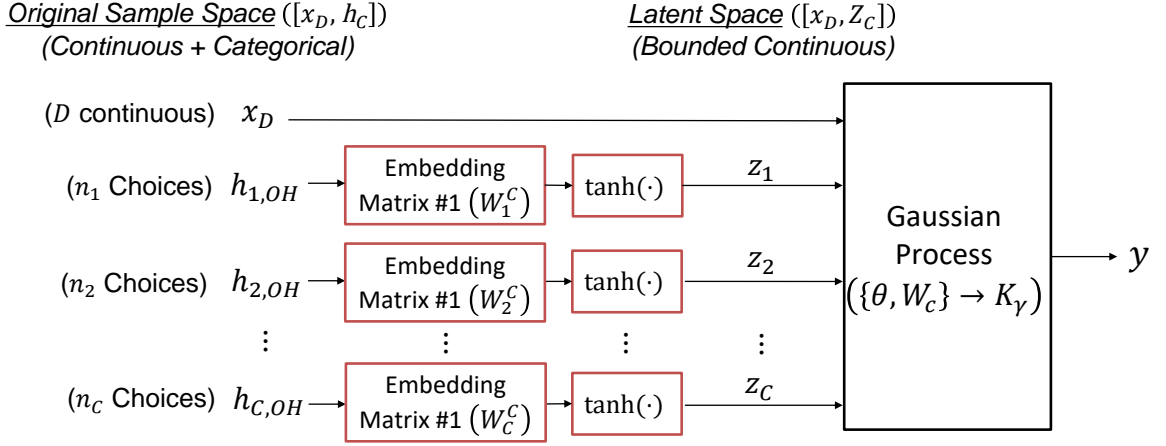 Original Sample Space ([x_D, h_C])
(Continuous + Categorical)
Latent Space ([x_D, Z_C])
(Bounded Continuous)
(D continuous) x_D
(n_1 Choices) h_{1,OH}
Embedding
Matrix #1 (W_1^C)
tanh(·)
z_1
(n_2 Choices) h_{2,OH}
Embedding
Matrix #1 (W_2^C)
tanh(·)
z_2
⋮ ⋮ ⋮ ⋮
(n_C Choices) h_{C,OH}
Embedding
Matrix #1 (W_C^C)
tanh(·)
z_C
Gaussian
Process
({θ, W_c} → K_γ)
y